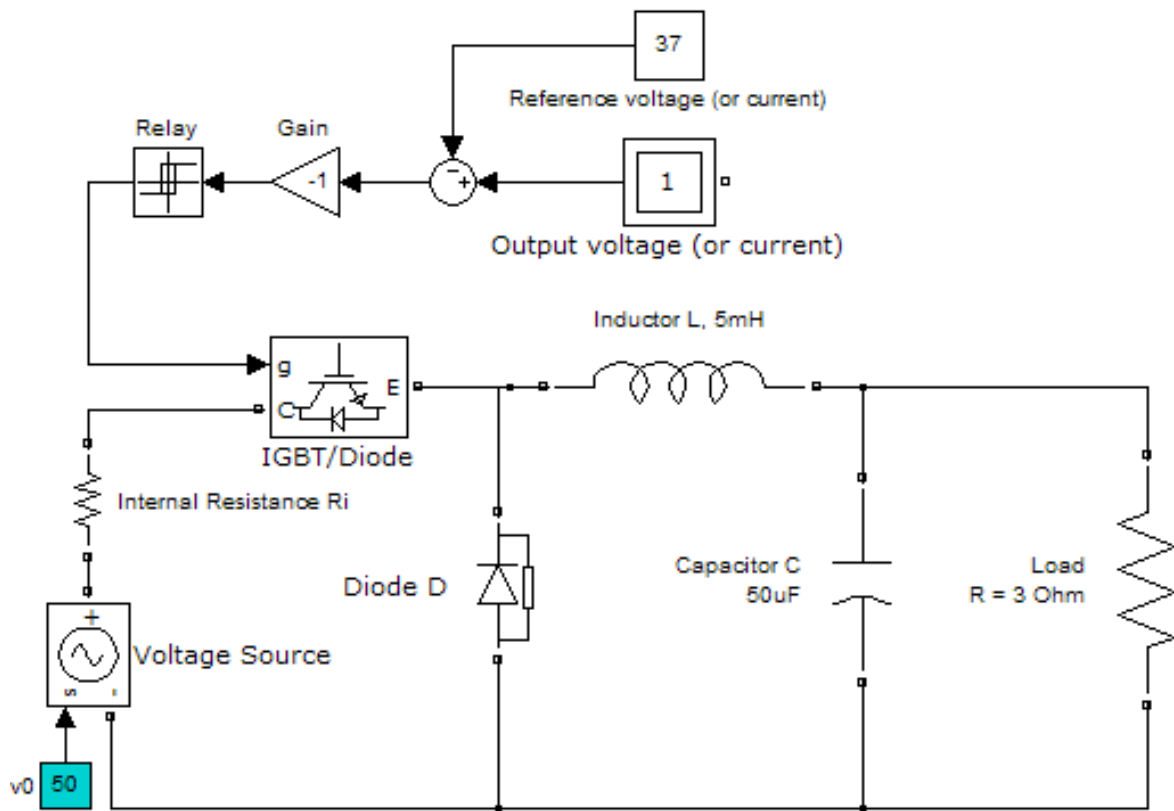 37
Reference voltage (or current)
Relay
Gain
-1
1
Output voltage (or current)
Inductor L, 5mH
g
E
C
IGBT/Diode
Internal Resistance Ri
Diode D
Capacitor C
50uF
Load
R = 3 Ohm
Voltage Source
s
v0
50